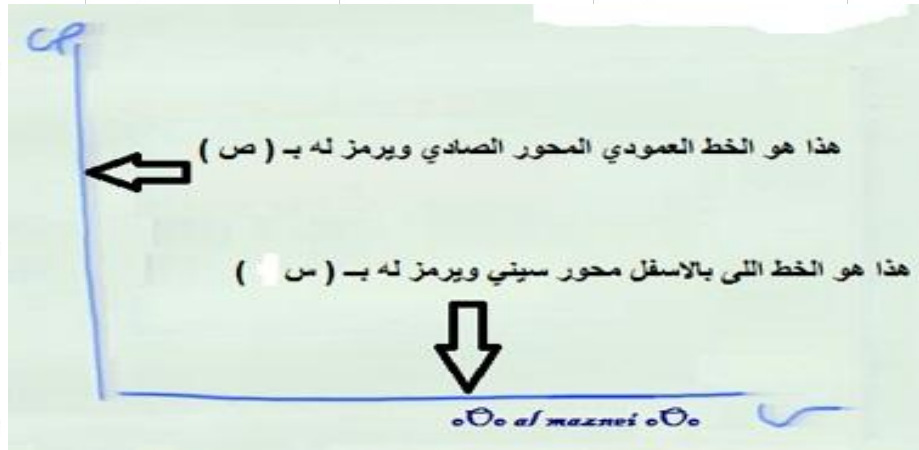 ص
هذا هو الخط العمودي المحور الصادي ويرمز له بـ ( ص )
هذا هو الخط اللى بالاسفل محور سيني ويرمز له بــ ( س )
oOo al maznei oOo
س